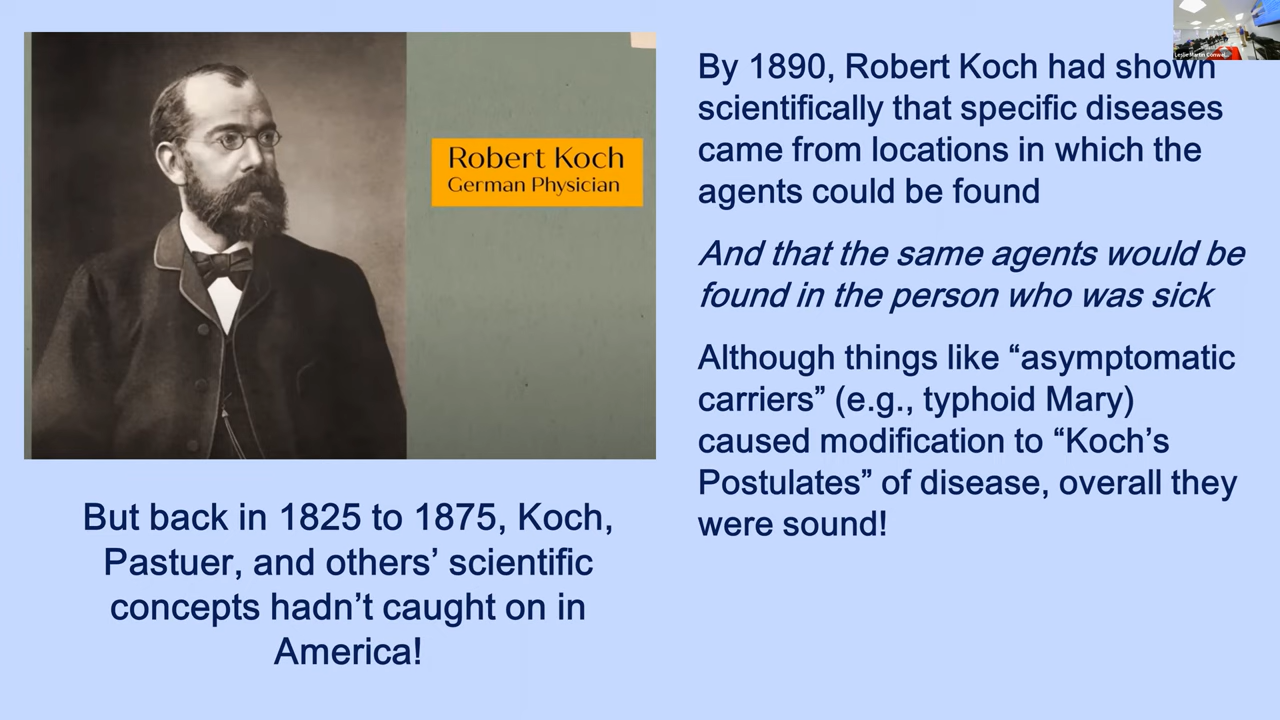 Robert Koch
German Physician
But back in 1825 to 1875, Koch,
Pastuer, and others’ scientific
concepts hadn’t caught on in
America!
By 1890, Robert Koch had shown
scientifically that specific diseases
came from locations in which the
agents could be found
And that the same agents would be
found in the person who was sick
Although things like “asymptomatic
carriers” (e.g., typhoid Mary)
caused modification to “Koch’s
Postulates” of disease, overall they
were sound!
Leslie Martin